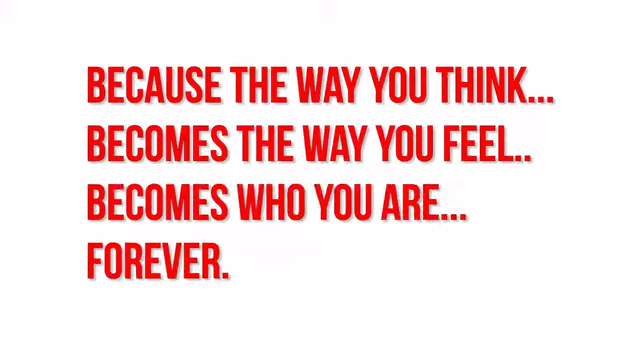 BECAUSE THE WAY YOU THINK...
BECOMES THE WAY YOU FEEL..
BECOMES WHO YOU ARE...
FOREVER.